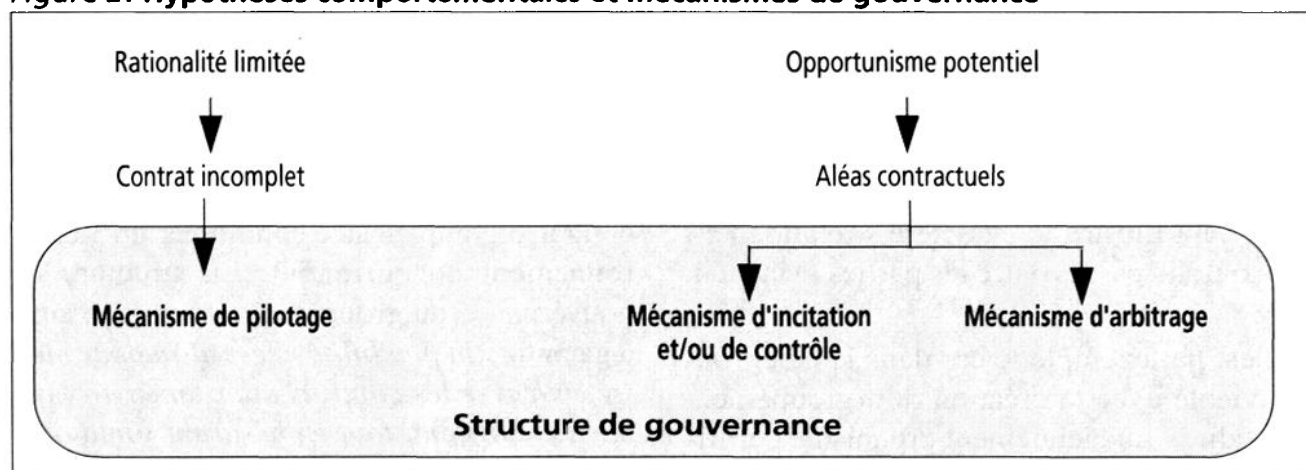 Figure 2. Hypothèses comportementales et mécanismes de gouvernance
Rationalité limitée
Opportunisme potentiel
Contrat incomplet
Aléas contractuels
Mécanisme de pilotage
Mécanisme d'incitation
et/ou de contrôle
Mécanisme d'arbitrage
Structure de gouvernance